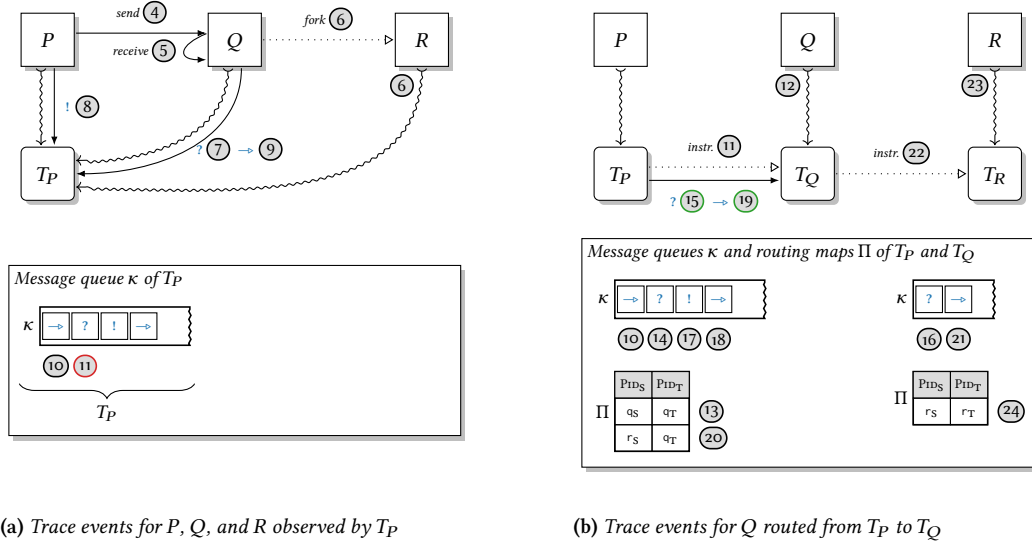 P
send 4
receive 5
Q
fork 6
R
6
! 8
? 7 → 9
T_P
Message queue κ of T_P
κ → ? ! →
10 11
T_P
(a) Trace events for P, Q, and R observed by T_P
P
Q
R
12
23
T_P
instr. 11
T_Q
instr. 22
T_R
? 15 → 19
Message queues κ and routing maps Π of T_P and T_Q
κ → ? ! →
10 14 17 18
Π
PID_S PID_T
q_S q_T 13
r_S q_T 20
κ ? →
16 21
Π
PID_S PID_T
r_S r_T 24
(b) Trace events for Q routed from T_P to T_Q